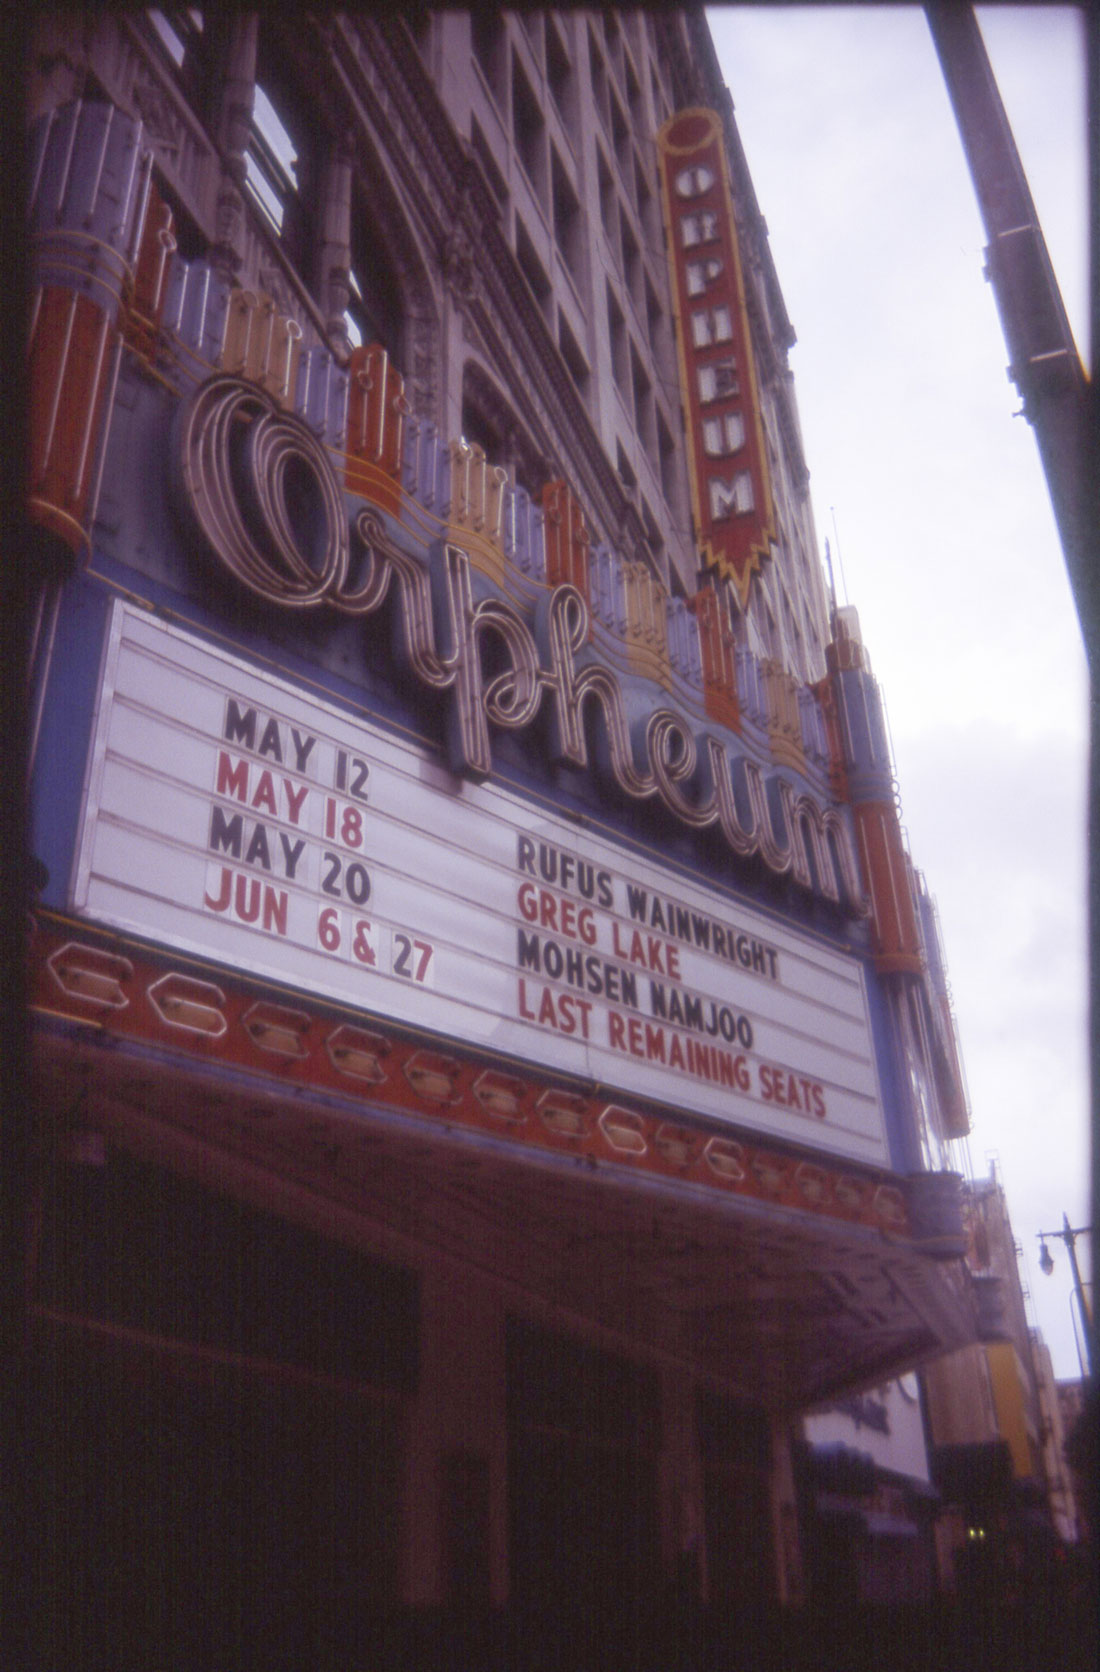 ORPHEUM
Orpheum
MAY 12
MAY 18
MAY 20
JUN 6 & 27
RUFUS WAINWRIGHT
GREG LAKE
MOHSEN NAMJOO
LAST REMAINING SEATS